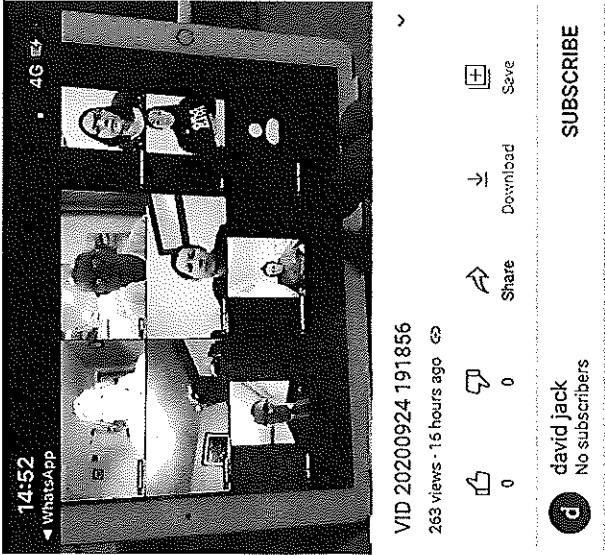 14:52
4G
◀ WhatsApp
VID 20200924 191856
263 views · 16 hours ago
0
0
Share
Download
Save
d
david jack
No subscribers
SUBSCRIBE